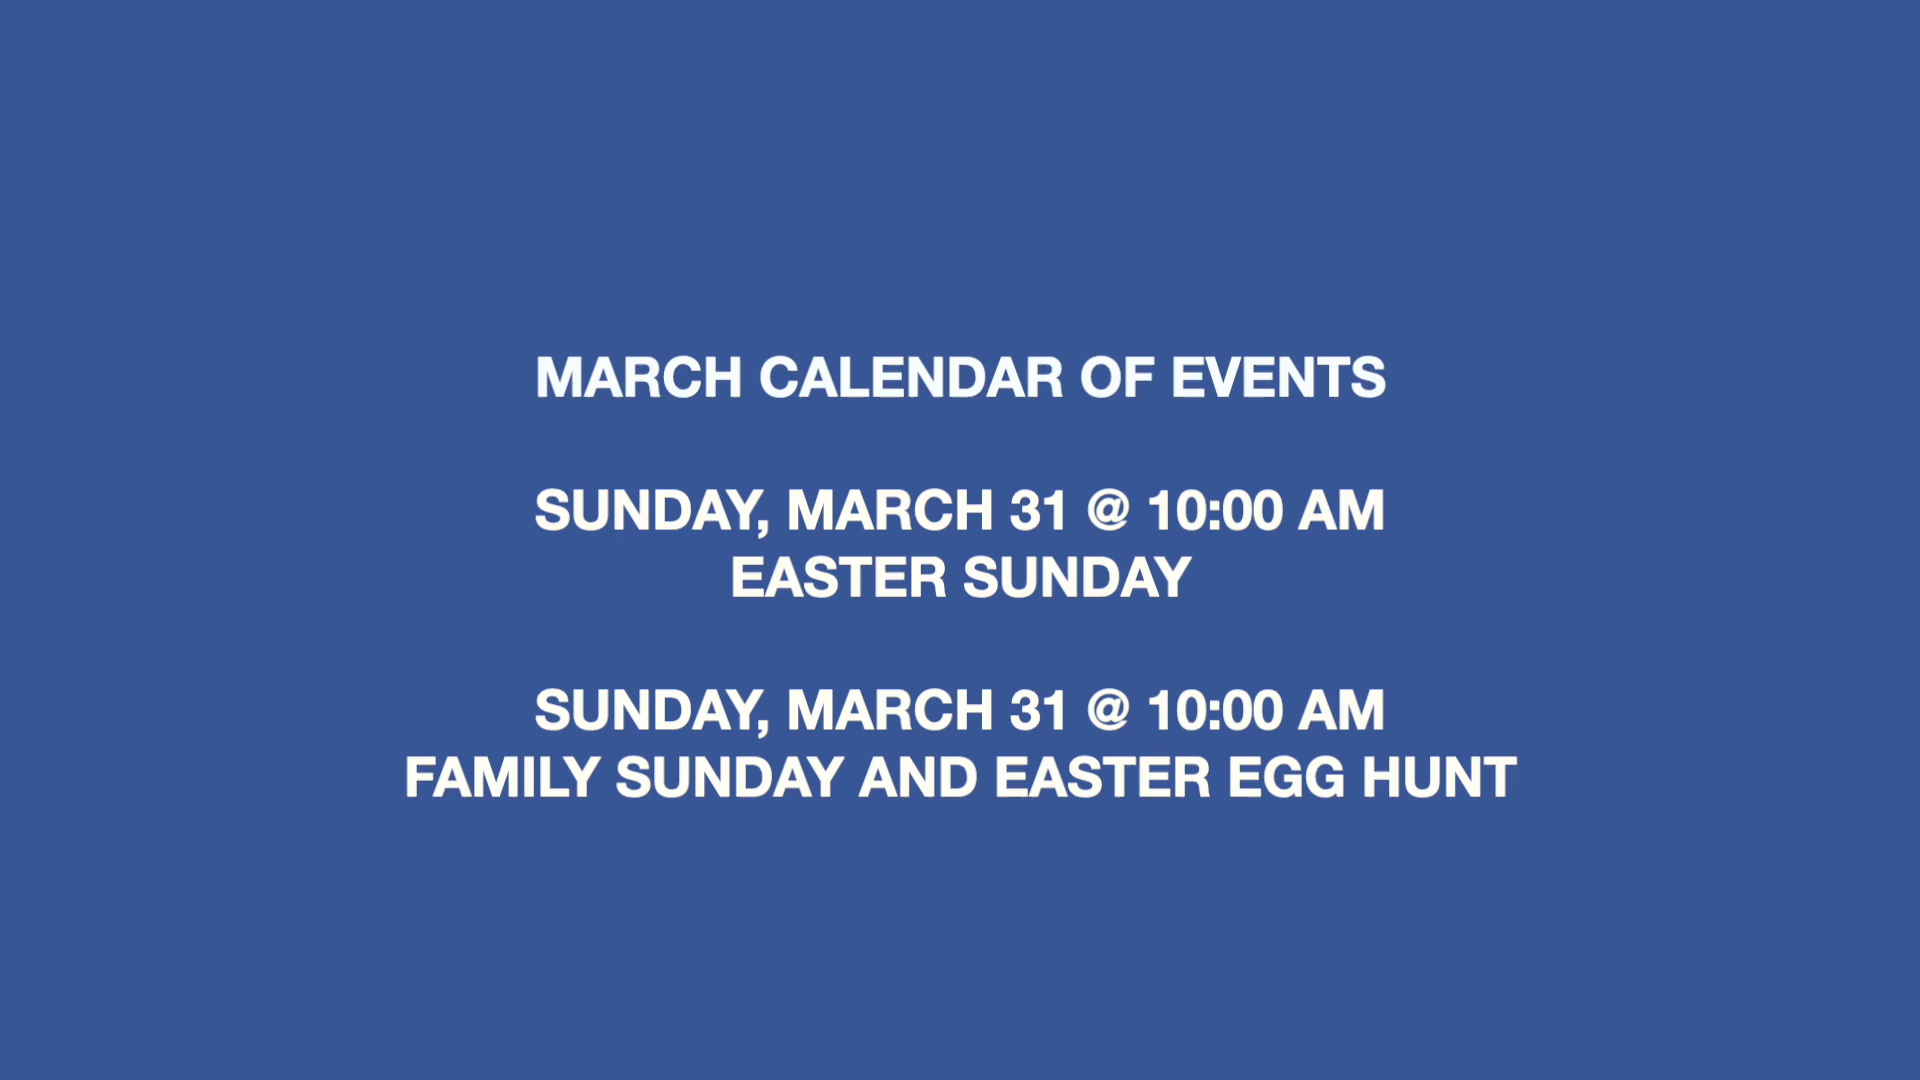 MARCH CALENDAR OF EVENTS
SUNDAY, MARCH 31 @ 10:00 AM
EASTER SUNDAY
SUNDAY, MARCH 31 @ 10:00 AM
FAMILY SUNDAY AND EASTER EGG HUNT